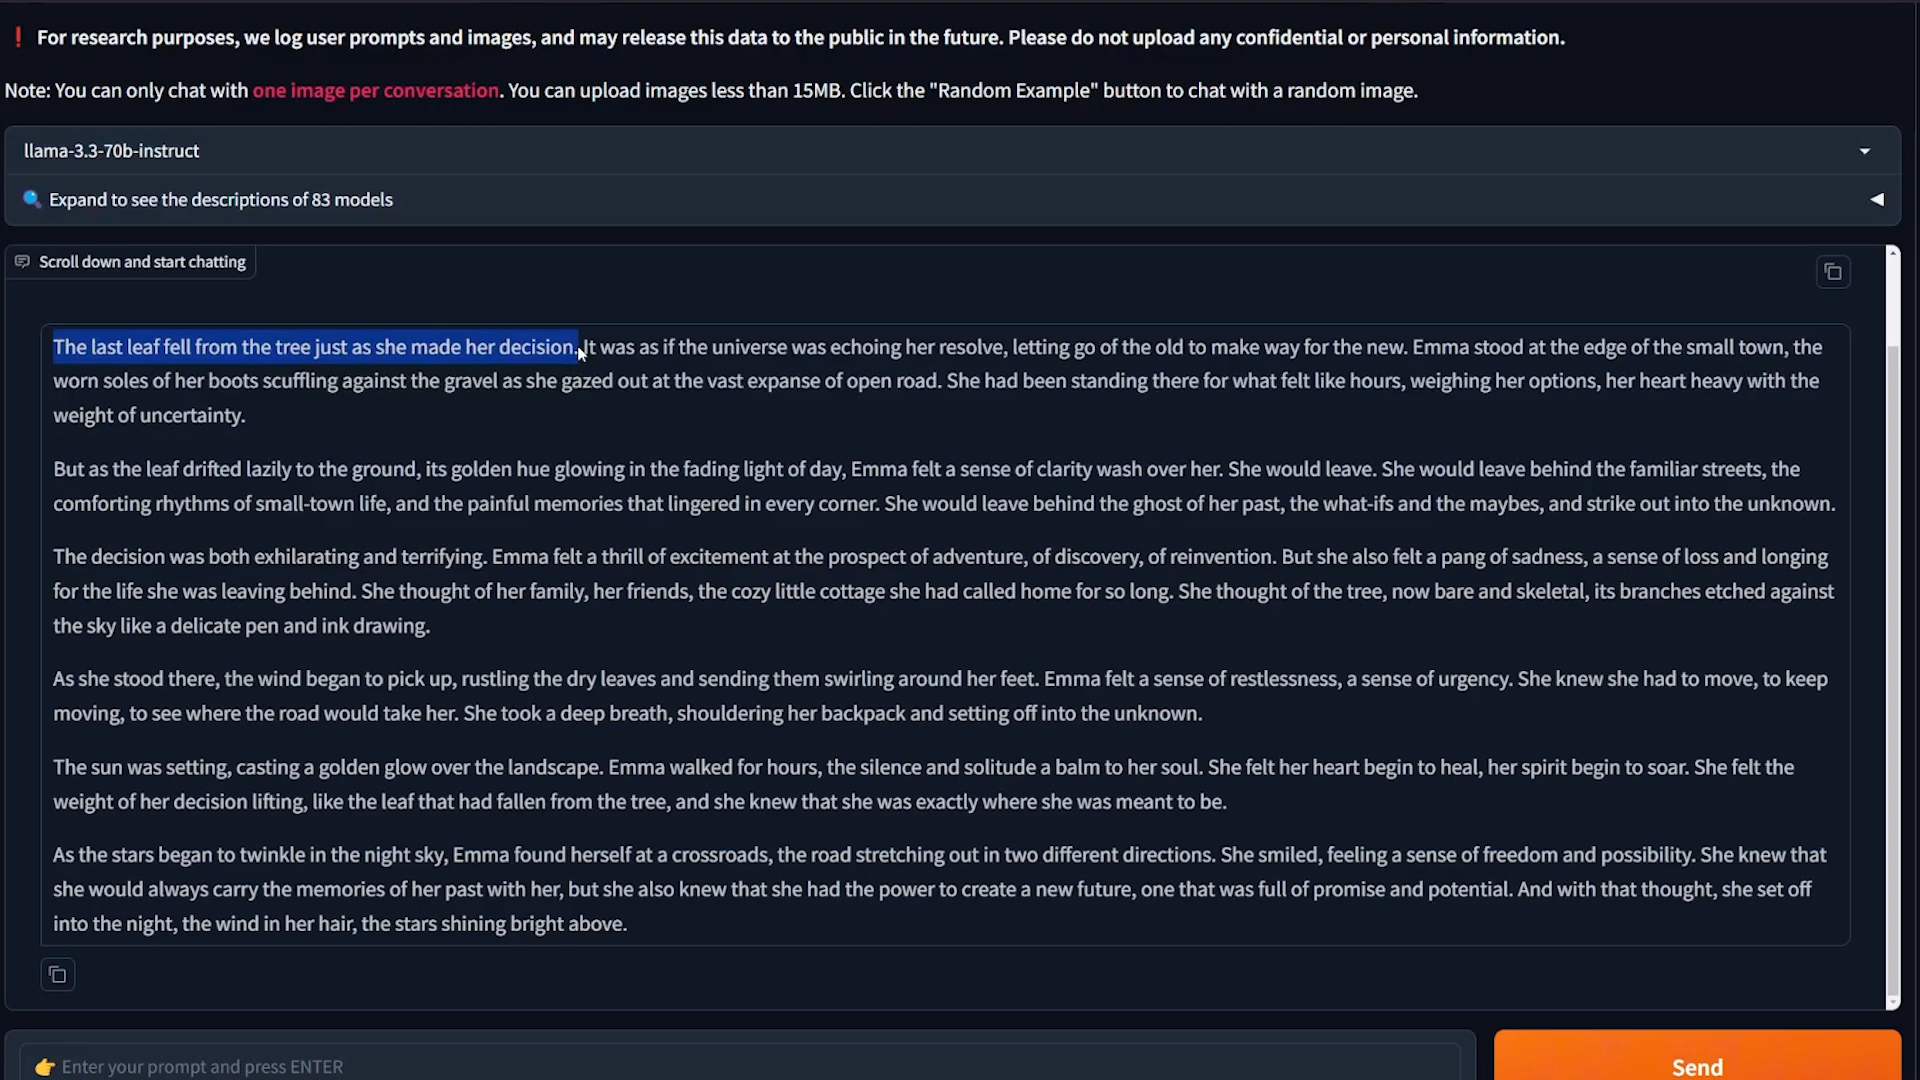 ❗ For research purposes, we log user prompts and images, and may release this data to the public in the future. Please do not upload any confidential or personal information.
Note: You can only chat with one image per conversation. You can upload images less than 15MB. Click the "Random Example" button to chat with a random image.
llama-3.3-70b-instruct
🔍 Expand to see the descriptions of 83 models
Scroll down and start chatting
The last leaf fell from the tree just as she made her decision. It was as if the universe was echoing her resolve, letting go of the old to make way for the new. Emma stood at the edge of the small town, the
worn soles of her boots scuffling against the gravel as she gazed out at the vast expanse of open road. She had been standing there for what felt like hours, weighing her options, her heart heavy with the
weight of uncertainty.
But as the leaf drifted lazily to the ground, its golden hue glowing in the fading light of day, Emma felt a sense of clarity wash over her. She would leave. She would leave behind the familiar streets, the
comforting rhythms of small-town life, and the painful memories that lingered in every corner. She would leave behind the ghost of her past, the what-ifs and the maybes, and strike out into the unknown.
The decision was both exhilarating and terrifying. Emma felt a thrill of excitement at the prospect of adventure, of discovery, of reinvention. But she also felt a pang of sadness, a sense of loss and longing
for the life she was leaving behind. She thought of her family, her friends, the cozy little cottage she had called home for so long. She thought of the tree, now bare and skeletal, its branches etched against
the sky like a delicate pen and ink drawing.
As she stood there, the wind began to pick up, rustling the dry leaves and sending them swirling around her feet. Emma felt a sense of restlessness, a sense of urgency. She knew she had to move, to keep
moving, to see where the road would take her. She took a deep breath, shouldering her backpack and setting off into the unknown.
The sun was setting, casting a golden glow over the landscape. Emma walked for hours, the silence and solitude a balm to her soul. She felt her heart begin to heal, her spirit begin to soar. She felt the
weight of her decision lifting, like the leaf that had fallen from the tree, and she knew that she was exactly where she was meant to be.
As the stars began to twinkle in the night sky, Emma found herself at a crossroads, the road stretching out in two different directions. She smiled, feeling a sense of freedom and possibility. She knew that
she would always carry the memories of her past with her, but she also knew that she had the power to create a new future, one that was full of promise and potential. And with that thought, she set off
into the night, the wind in her hair, the stars shining bright above.
👉 Enter your prompt and press ENTER
Send